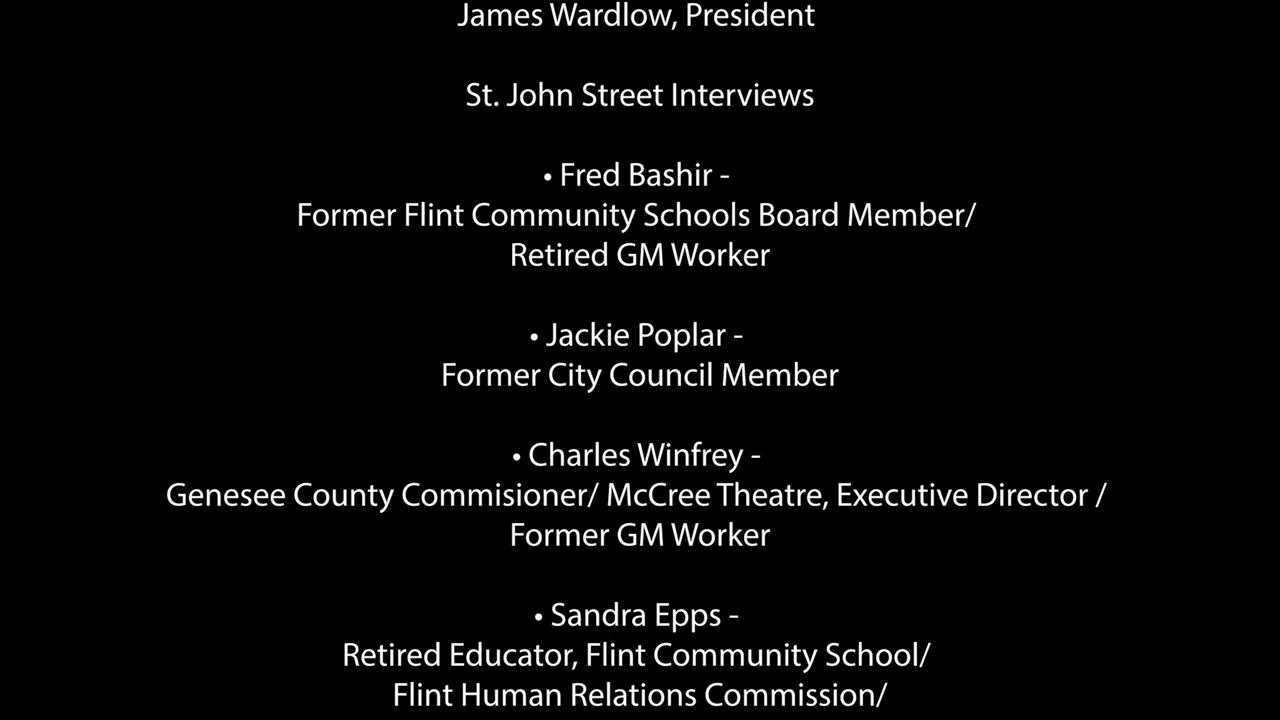 James Wardlow, President
St. John Street Interviews
• Fred Bashir -
Former Flint Community Schools Board Member/
Retired GM Worker
• Jackie Poplar -
Former City Council Member
• Charles Winfrey -
Genesee County Commisioner/ McCree Theatre, Executive Director /
Former GM Worker
• Sandra Epps -
Retired Educator, Flint Community School/
Flint Human Relations Commission/